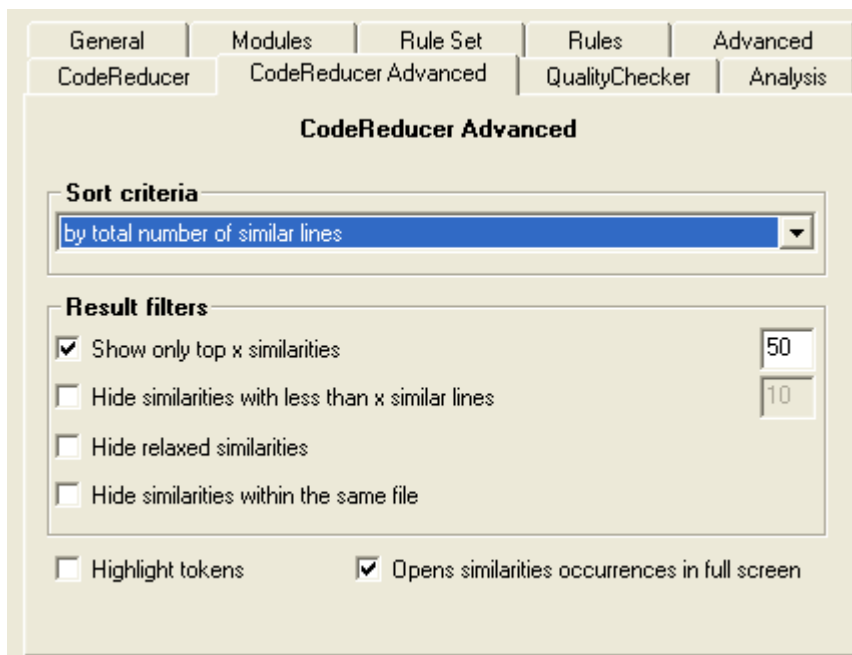 General Modules Rule Set Rules Advanced
CodeReducer CodeReducer Advanced QualityChecker Analysis
CodeReducer Advanced
Sort criteria
by total number of similar lines
Result filters
Show only top x similarities 50
Hide similarities with less than x similar lines 10
Hide relaxed similarities
Hide similarities within the same file
Highlight tokens Opens similarities occurrences in full screen